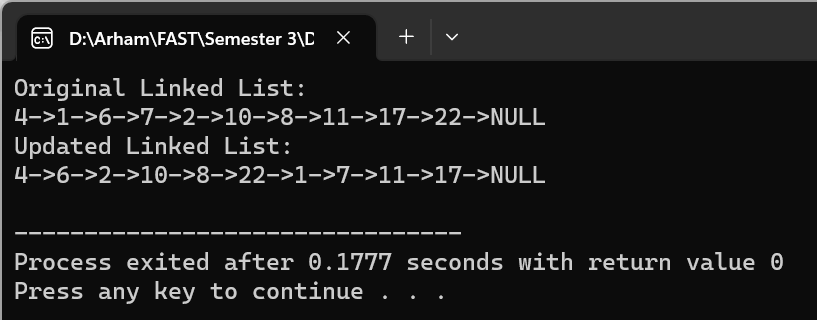 D:\Arham\FAST\Semester 3\D
Original Linked List:
4->1->6->7->2->10->8->11->17->22->NULL
Updated Linked List:
4->6->2->10->8->22->1->7->11->17->NULL
--------------------------------
Process exited after 0.1777 seconds with return value 0
Press any key to continue . . .